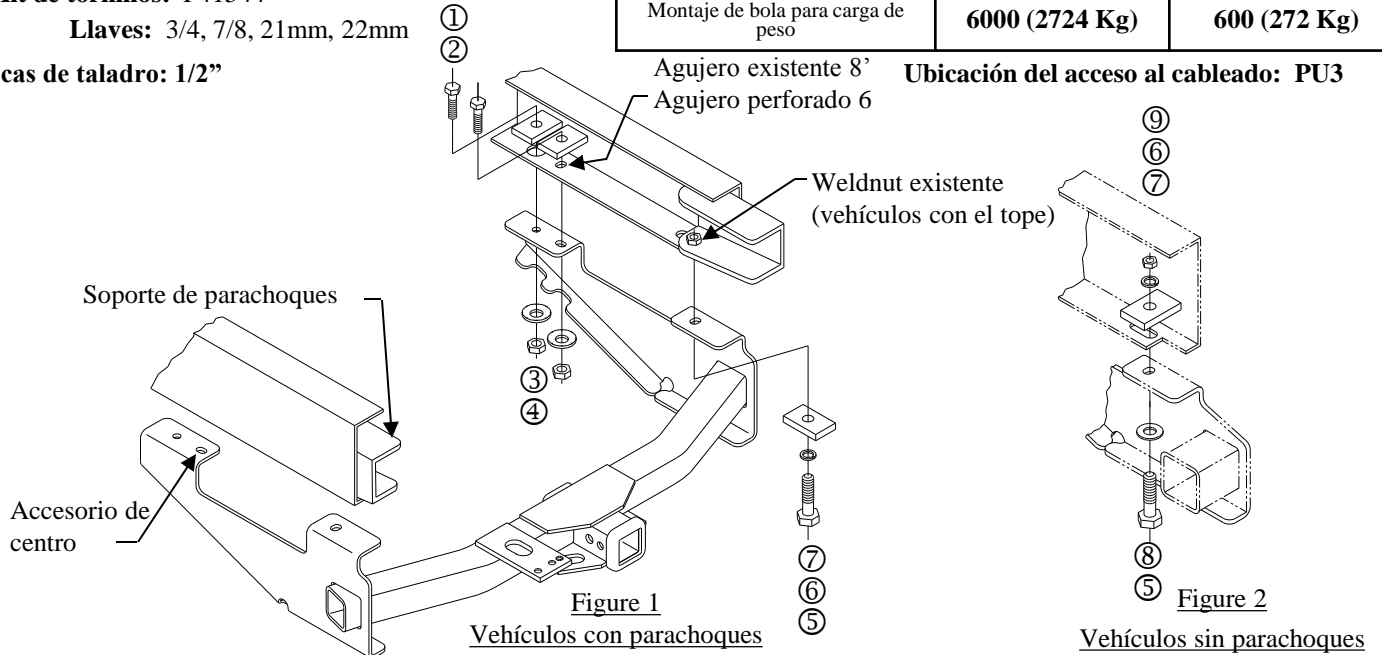 Llaves: 3/4, 7/8, 21mm, 22mm
cas de taladro: 1/2”
Montaje de bola para carga de
peso
6000 (2724 Kg)
600 (272 Kg)
Ubicación del acceso al cableado: PU3
①
②
Agujero existente 8’
Agujero perforado 6
Weldnut existente
(vehículos con el tope)
⑨
⑥
⑦
Soporte de parachoques
③
④
Accesorio de
centro
⑦
⑥
⑤
⑧
⑤
Figure 1
Vehículos con parachoques
Figure 2
Vehículos sin parachoques